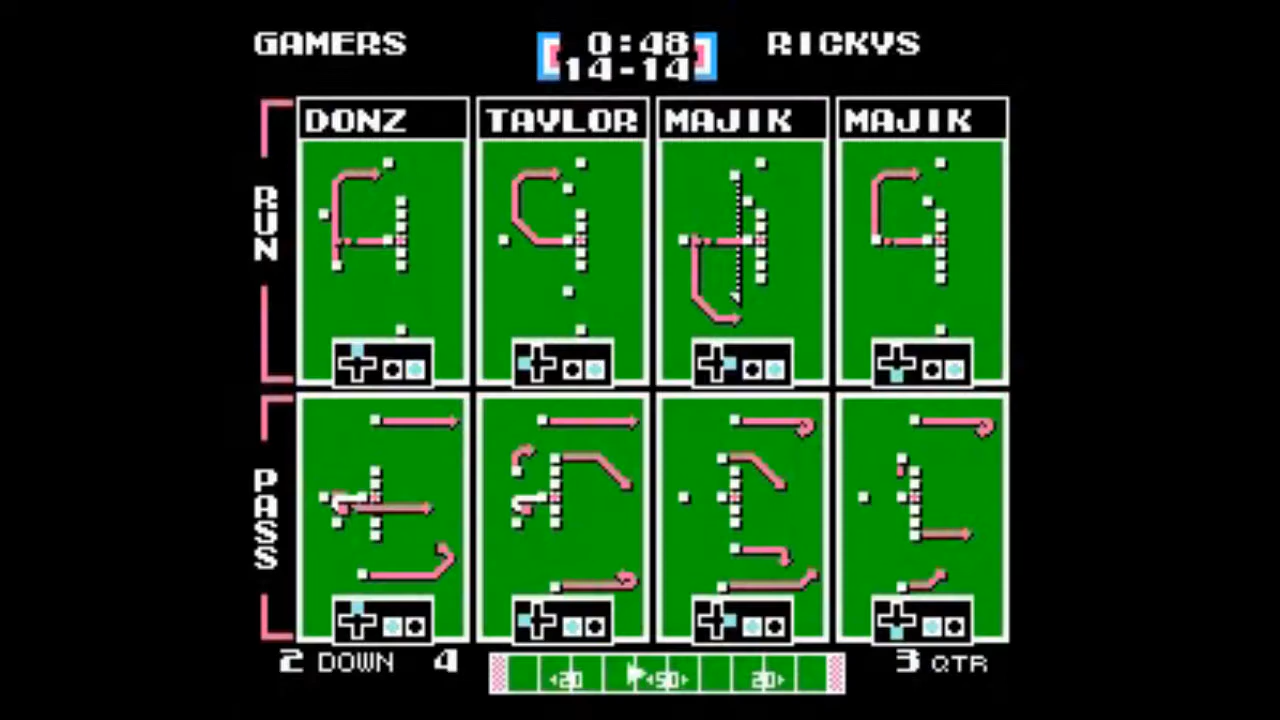 GAMERS 0:48 RICKYS
14-14
DONZ TAYLOR MAJIK MAJIK
RUN
PASS
2 DOWN 4 3 QTR
20 50 20